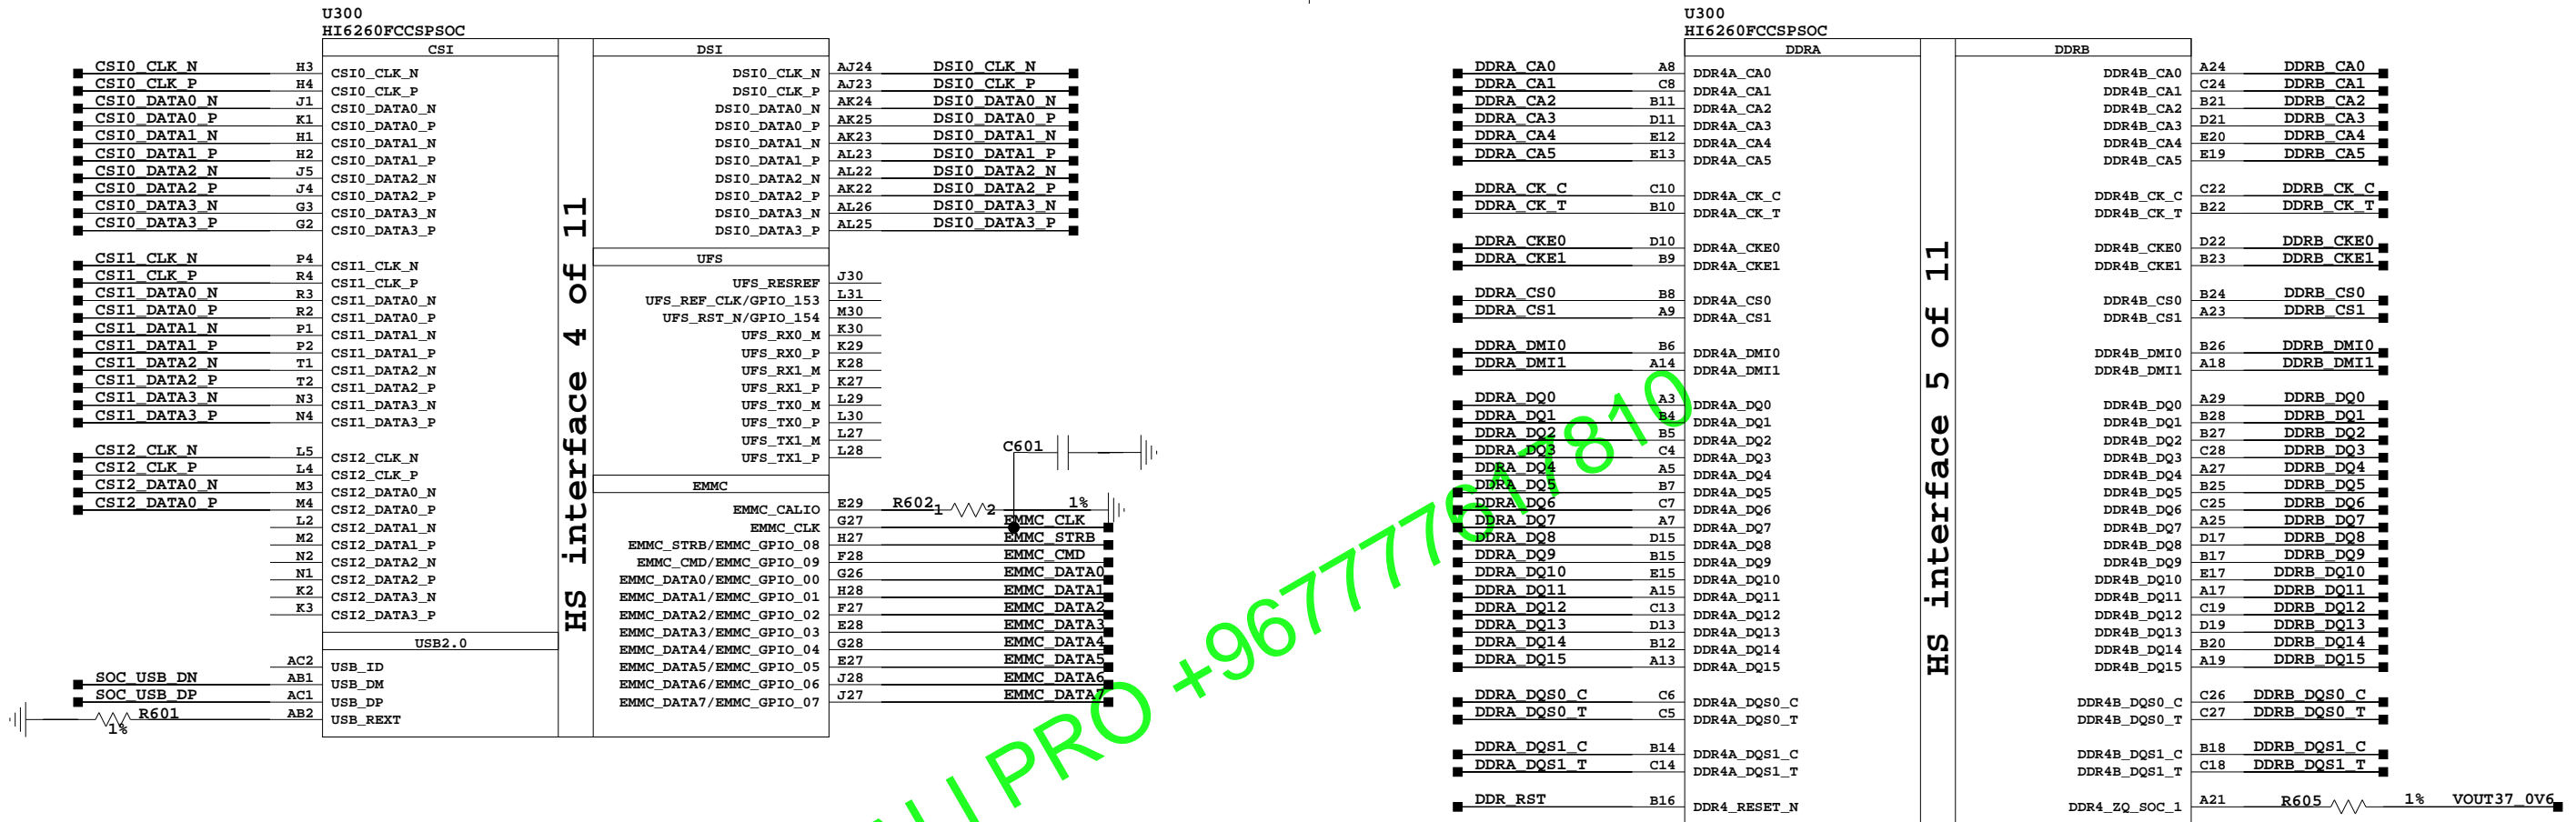 U300
HI6260FCCSPSOC
CSI
DSI
CSI0_CLK_N H3 CSI0_CLK_N
CSI0_CLK_P H4 CSI0_CLK_P
CSI0_DATA0_N J1 CSI0_DATA0_N
CSI0_DATA0_P K1 CSI0_DATA0_P
CSI0_DATA1_N H1 CSI0_DATA1_N
CSI0_DATA1_P H2 CSI0_DATA1_P
CSI0_DATA2_N J5 CSI0_DATA2_N
CSI0_DATA2_P J4 CSI0_DATA2_P
CSI0_DATA3_N G3 CSI0_DATA3_N
CSI0_DATA3_P G2 CSI0_DATA3_P
CSI1_CLK_N P4 CSI1_CLK_N
CSI1_CLK_P R4 CSI1_CLK_P
CSI1_DATA0_N R3 CSI1_DATA0_N
CSI1_DATA0_P R2 CSI1_DATA0_P
CSI1_DATA1_N P1 CSI1_DATA1_N
CSI1_DATA1_P P2 CSI1_DATA1_P
CSI1_DATA2_N T1 CSI1_DATA2_N
CSI1_DATA2_P T2 CSI1_DATA2_P
CSI1_DATA3_N N3 CSI1_DATA3_N
CSI1_DATA3_P N4 CSI1_DATA3_P
CSI2_CLK_N L5 CSI2_CLK_N
CSI2_CLK_P L4 CSI2_CLK_P
CSI2_DATA0_N M3 CSI2_DATA0_N
CSI2_DATA0_P M4 CSI2_DATA0_P
L2 CSI2_DATA1_N
M2 CSI2_DATA1_P
N2 CSI2_DATA2_N
N1 CSI2_DATA2_P
K2 CSI2_DATA3_N
K3 CSI2_DATA3_P
USB2.0
AC2 USB_ID
SOC_USB_DN AB1 USB_DM
SOC_USB_DP AC1 USB_DP
R601 1% AB2 USB_REXT
HS interface 4 of 11
DSI0_CLK_N AJ24 DSI0_CLK_N
DSI0_CLK_P AJ23 DSI0_CLK_P
DSI0_DATA0_N AK24 DSI0_DATA0_N
DSI0_DATA0_P AK25 DSI0_DATA0_P
DSI0_DATA1_N AK23 DSI0_DATA1_N
DSI0_DATA1_P AL23 DSI0_DATA1_P
DSI0_DATA2_N AL22 DSI0_DATA2_N
DSI0_DATA2_P AK22 DSI0_DATA2_P
DSI0_DATA3_N AL26 DSI0_DATA3_N
DSI0_DATA3_P AL25 DSI0_DATA3_P
UFS
UFS_RESREF J30
UFS_REF_CLK/GPIO_153 L31
UFS_RST_N/GPIO_154 M30
UFS_RX0_M K30
UFS_RX0_P K29
UFS_RX1_M K28
UFS_RX1_P K27
UFS_TX0_M L29
UFS_TX0_P L30
UFS_TX1_M L27
UFS_TX1_P L28
C601
EMMC
EMMC_CALIO E29 R602 1 2 1%
EMMC_CLK G27 EMMC_CLK
EMMC_STRB/EMMC_GPIO_08 H27 EMMC_STRB
EMMC_CMD/EMMC_GPIO_09 F28 EMMC_CMD
EMMC_DATA0/EMMC_GPIO_00 G26 EMMC_DATA0
EMMC_DATA1/EMMC_GPIO_01 H28 EMMC_DATA1
EMMC_DATA2/EMMC_GPIO_02 F27 EMMC_DATA2
EMMC_DATA3/EMMC_GPIO_03 E28 EMMC_DATA3
EMMC_DATA4/EMMC_GPIO_04 G28 EMMC_DATA4
EMMC_DATA5/EMMC_GPIO_05 E27 EMMC_DATA5
EMMC_DATA6/EMMC_GPIO_06 J28 EMMC_DATA6
EMMC_DATA7/EMMC_GPIO_07 J27 EMMC_DATA7
PRO +967777617810
U300
HI6260FCCSPSOC
DDRA
DDRB
DDRA_CA0 A8 DDR4A_CA0
DDRA_CA1 C8 DDR4A_CA1
DDRA_CA2 B11 DDR4A_CA2
DDRA_CA3 D11 DDR4A_CA3
DDRA_CA4 E12 DDR4A_CA4
DDRA_CA5 E13 DDR4A_CA5
DDRA_CK_C C10 DDR4A_CK_C
DDRA_CK_T B10 DDR4A_CK_T
DDRA_CKE0 D10 DDR4A_CKE0
DDRA_CKE1 B9 DDR4A_CKE1
DDRA_CS0 B8 DDR4A_CS0
DDRA_CS1 A9 DDR4A_CS1
DDRA_DMI0 B6 DDR4A_DMI0
DDRA_DMI1 A14 DDR4A_DMI1
DDRA_DQ0 A3 DDR4A_DQ0
DDRA_DQ1 B4 DDR4A_DQ1
DDRA_DQ2 B5 DDR4A_DQ2
DDRA_DQ3 C4 DDR4A_DQ3
DDRA_DQ4 A5 DDR4A_DQ4
DDRA_DQ5 B7 DDR4A_DQ5
DDRA_DQ6 C7 DDR4A_DQ6
DDRA_DQ7 A7 DDR4A_DQ7
DDRA_DQ8 D15 DDR4A_DQ8
DDRA_DQ9 B15 DDR4A_DQ9
DDRA_DQ10 E15 DDR4A_DQ10
DDRA_DQ11 A15 DDR4A_DQ11
DDRA_DQ12 C13 DDR4A_DQ12
DDRA_DQ13 D13 DDR4A_DQ13
DDRA_DQ14 B12 DDR4A_DQ14
DDRA_DQ15 A13 DDR4A_DQ15
DDRA_DQS0_C C6 DDR4A_DQS0_C
DDRA_DQS0_T C5 DDR4A_DQS0_T
DDRA_DQS1_C B14 DDR4A_DQS1_C
DDRA_DQS1_T C14 DDR4A_DQS1_T
DDR_RST B16 DDR4_RESET_N
HS interface 5 of 11
DDR4B_CA0 A24 DDRB_CA0
DDR4B_CA1 C24 DDRB_CA1
DDR4B_CA2 B21 DDRB_CA2
DDR4B_CA3 D21 DDRB_CA3
DDR4B_CA4 E20 DDRB_CA4
DDR4B_CA5 E19 DDRB_CA5
DDR4B_CK_C C22 DDRB_CK_C
DDR4B_CK_T B22 DDRB_CK_T
DDR4B_CKE0 D22 DDRB_CKE0
DDR4B_CKE1 B23 DDRB_CKE1
DDR4B_CS0 B24 DDRB_CS0
DDR4B_CS1 A23 DDRB_CS1
DDR4B_DMI0 B26 DDRB_DMI0
DDR4B_DMI1 A18 DDRB_DMI1
DDR4B_DQ0 A29 DDRB_DQ0
DDR4B_DQ1 B28 DDRB_DQ1
DDR4B_DQ2 B27 DDRB_DQ2
DDR4B_DQ3 C28 DDRB_DQ3
DDR4B_DQ4 A27 DDRB_DQ4
DDR4B_DQ5 B25 DDRB_DQ5
DDR4B_DQ6 C25 DDRB_DQ6
DDR4B_DQ7 A25 DDRB_DQ7
DDR4B_DQ8 D17 DDRB_DQ8
DDR4B_DQ9 B17 DDRB_DQ9
DDR4B_DQ10 E17 DDRB_DQ10
DDR4B_DQ11 A17 DDRB_DQ11
DDR4B_DQ12 C19 DDRB_DQ12
DDR4B_DQ13 D19 DDRB_DQ13
DDR4B_DQ14 B20 DDRB_DQ14
DDR4B_DQ15 A19 DDRB_DQ15
DDR4B_DQS0_C C26 DDRB_DQS0_C
DDR4B_DQS0_T C27 DDRB_DQS0_T
DDR4B_DQS1_C B18 DDRB_DQS1_C
DDR4B_DQS1_T C18 DDRB_DQS1_T
DDR4_ZQ_SOC_1 A21 R605 1% VOUT37_0V6